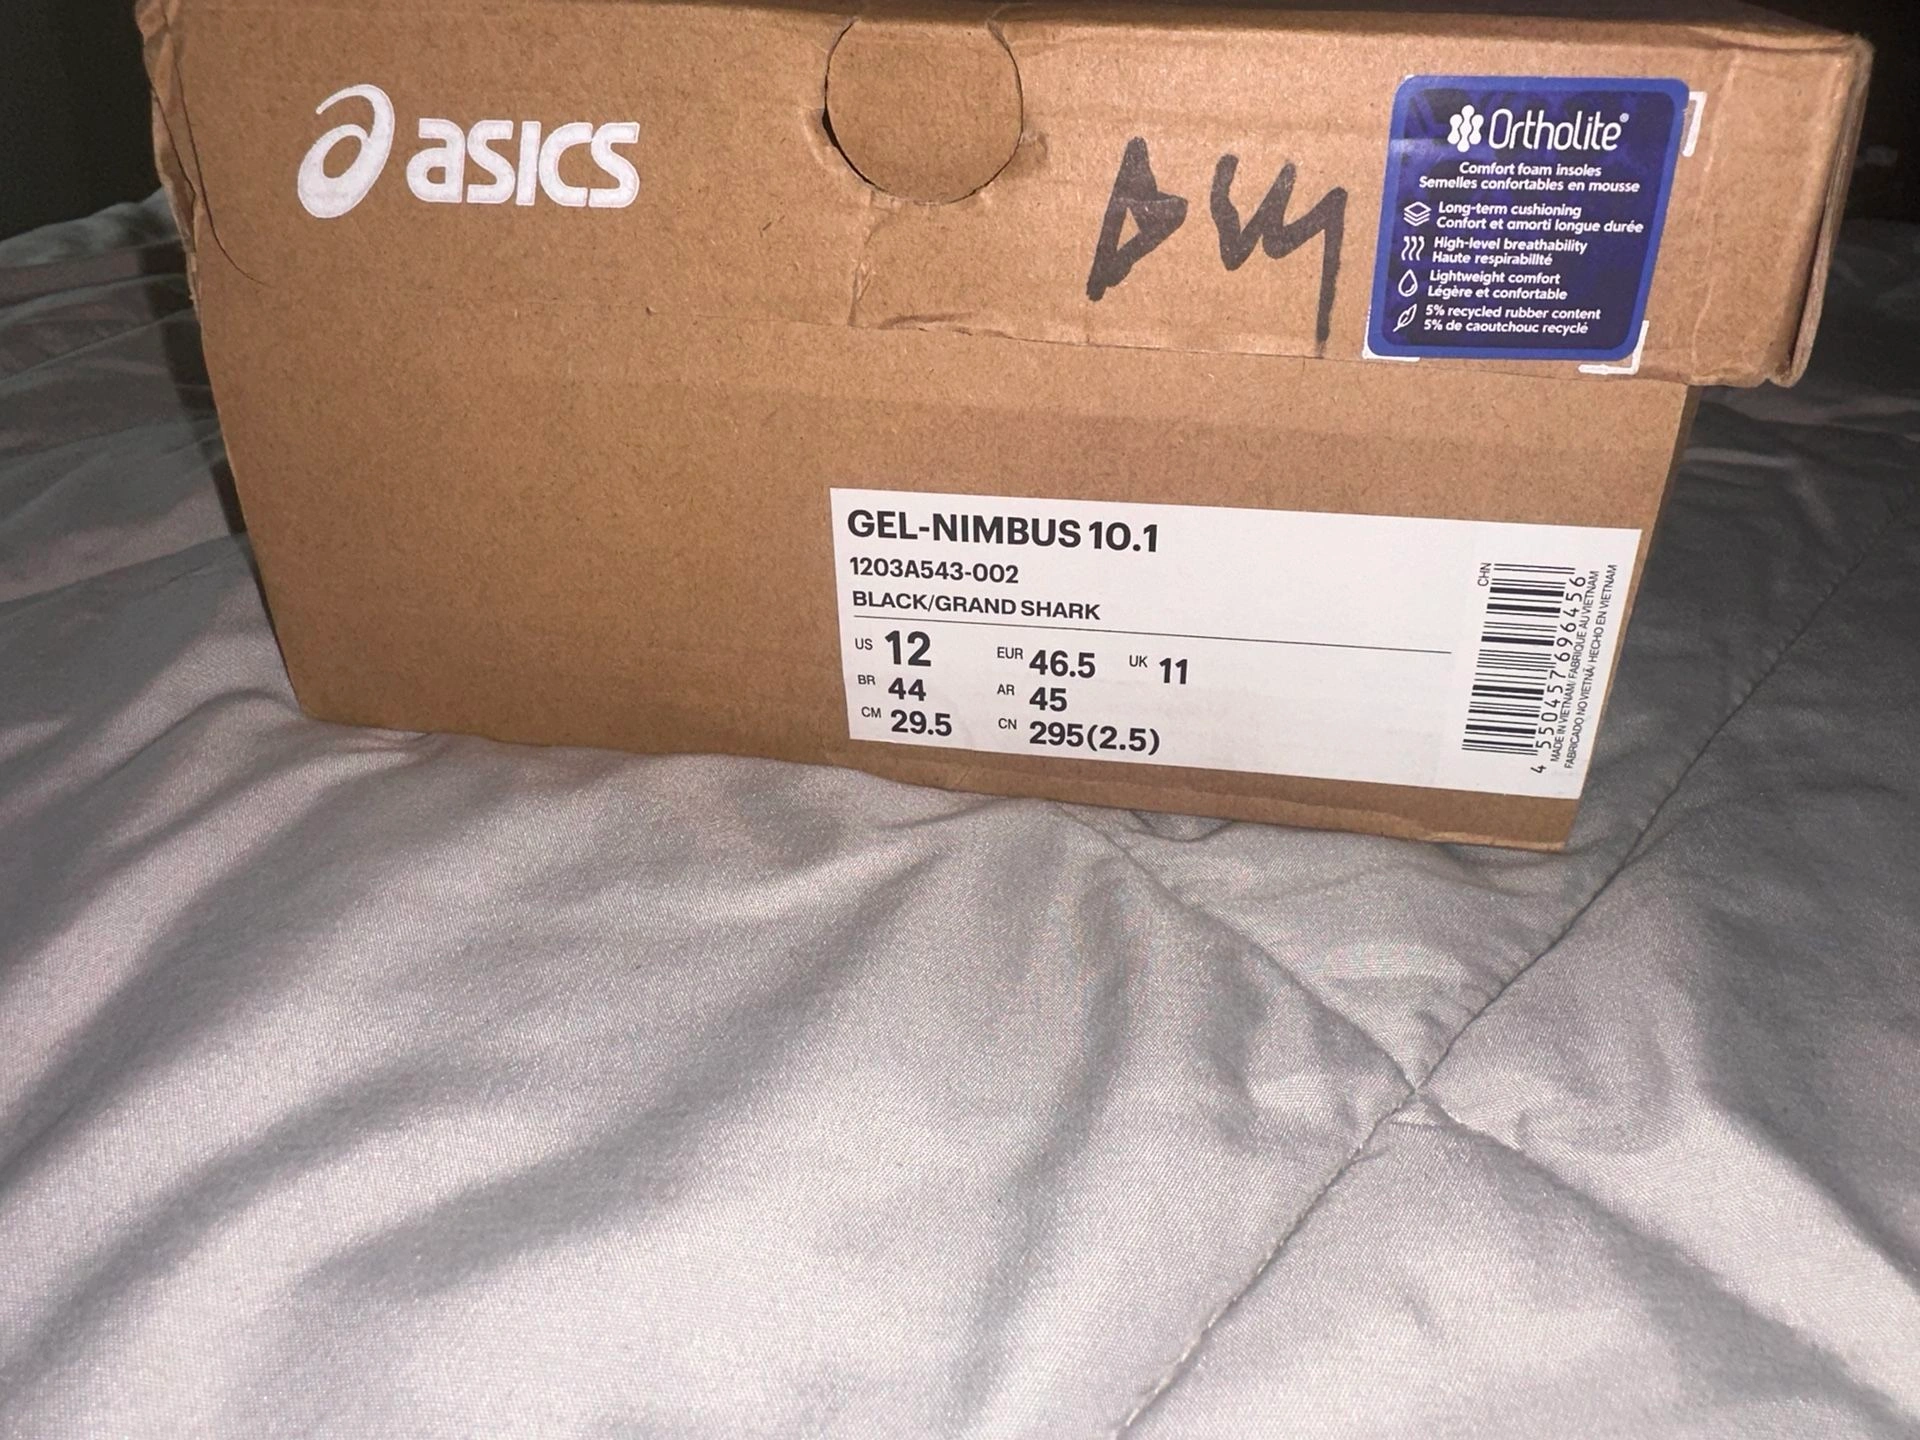 asics
Ortholite®
Comfort foam insoles
Semelles confortables en mousse
Long-term cushioning
Confort et amorti longue durée
High-level breathability
Haute respirabilité
Lightweight comfort
Légère et confortable
5% recycled rubber content
5% de caoutchouc recyclé
GEL-NIMBUS 10.1
1203A543-002
BLACK/GRAND SHARK
US 12 EUR 46.5 UK 11
BR 44 AR 45
CM 29.5 CN 295(2.5)
CHN
4 550457 696456
MADE IN VIETNAM/ FABRIQUE AU VIETNAM
FABRICADO NO VIETNÃ/ HECHO EN VIETNAM